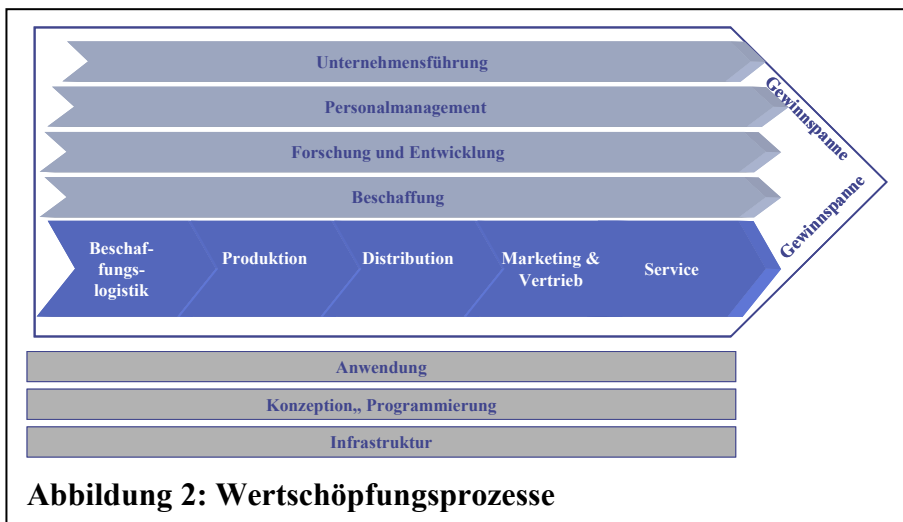 Unternehmensführung
Personalmanagement
Forschung und Entwicklung
Beschaffung
Gewinnspanne
Gewinnspanne
Beschaf-
fungs-
logistik
Produktion
Distribution
Marketing &
Vertrieb
Service
Anwendung
Konzeption,, Programmierung
Infrastruktur
Abbildung 2: Wertschöpfungsprozesse